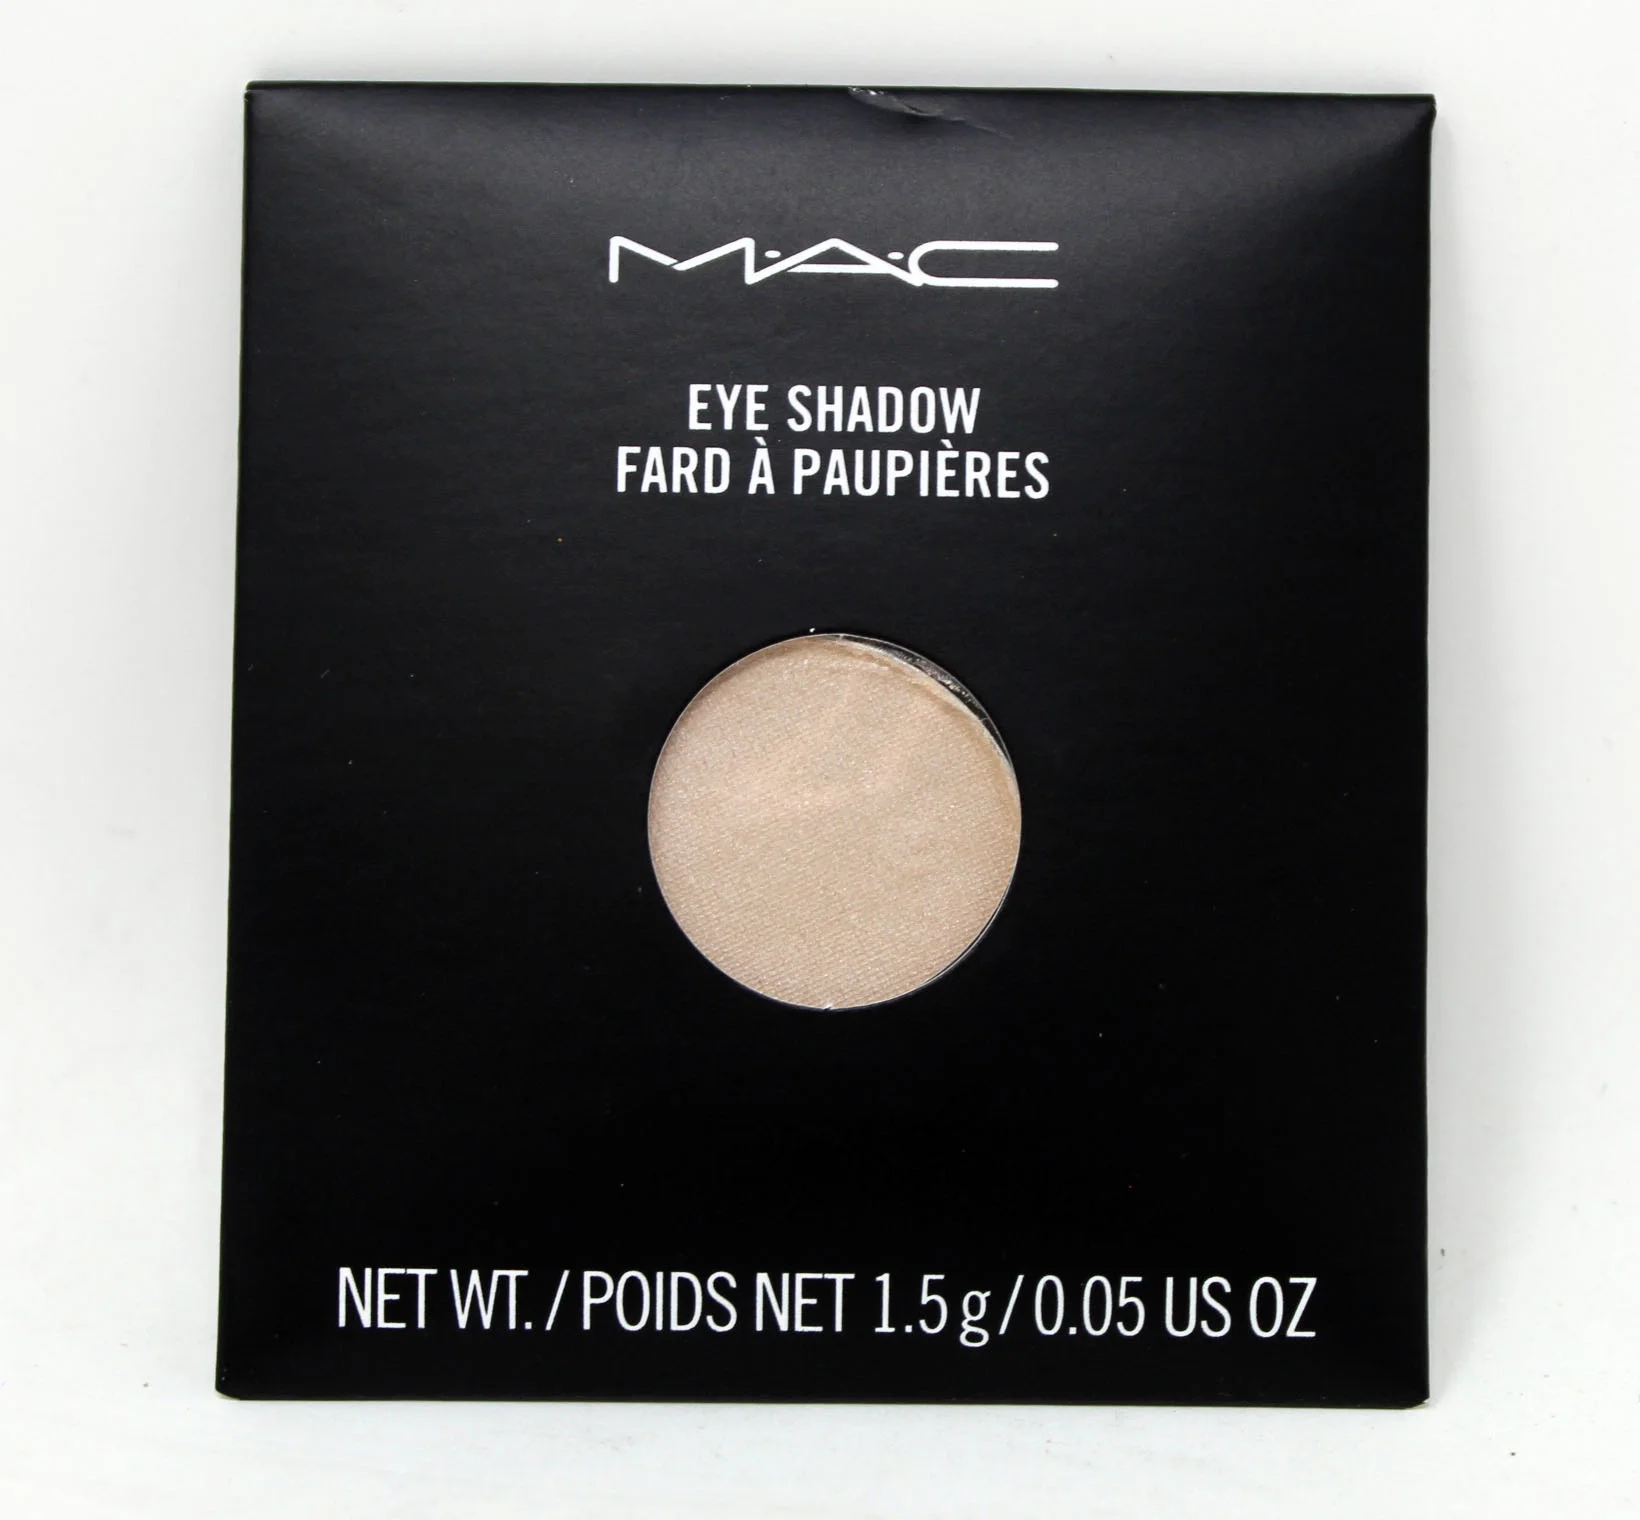 M·A·C
EYE SHADOW
FARD À PAUPIÈRES
NET WT. / POIDS NET 1.5 g / 0.05 US OZ